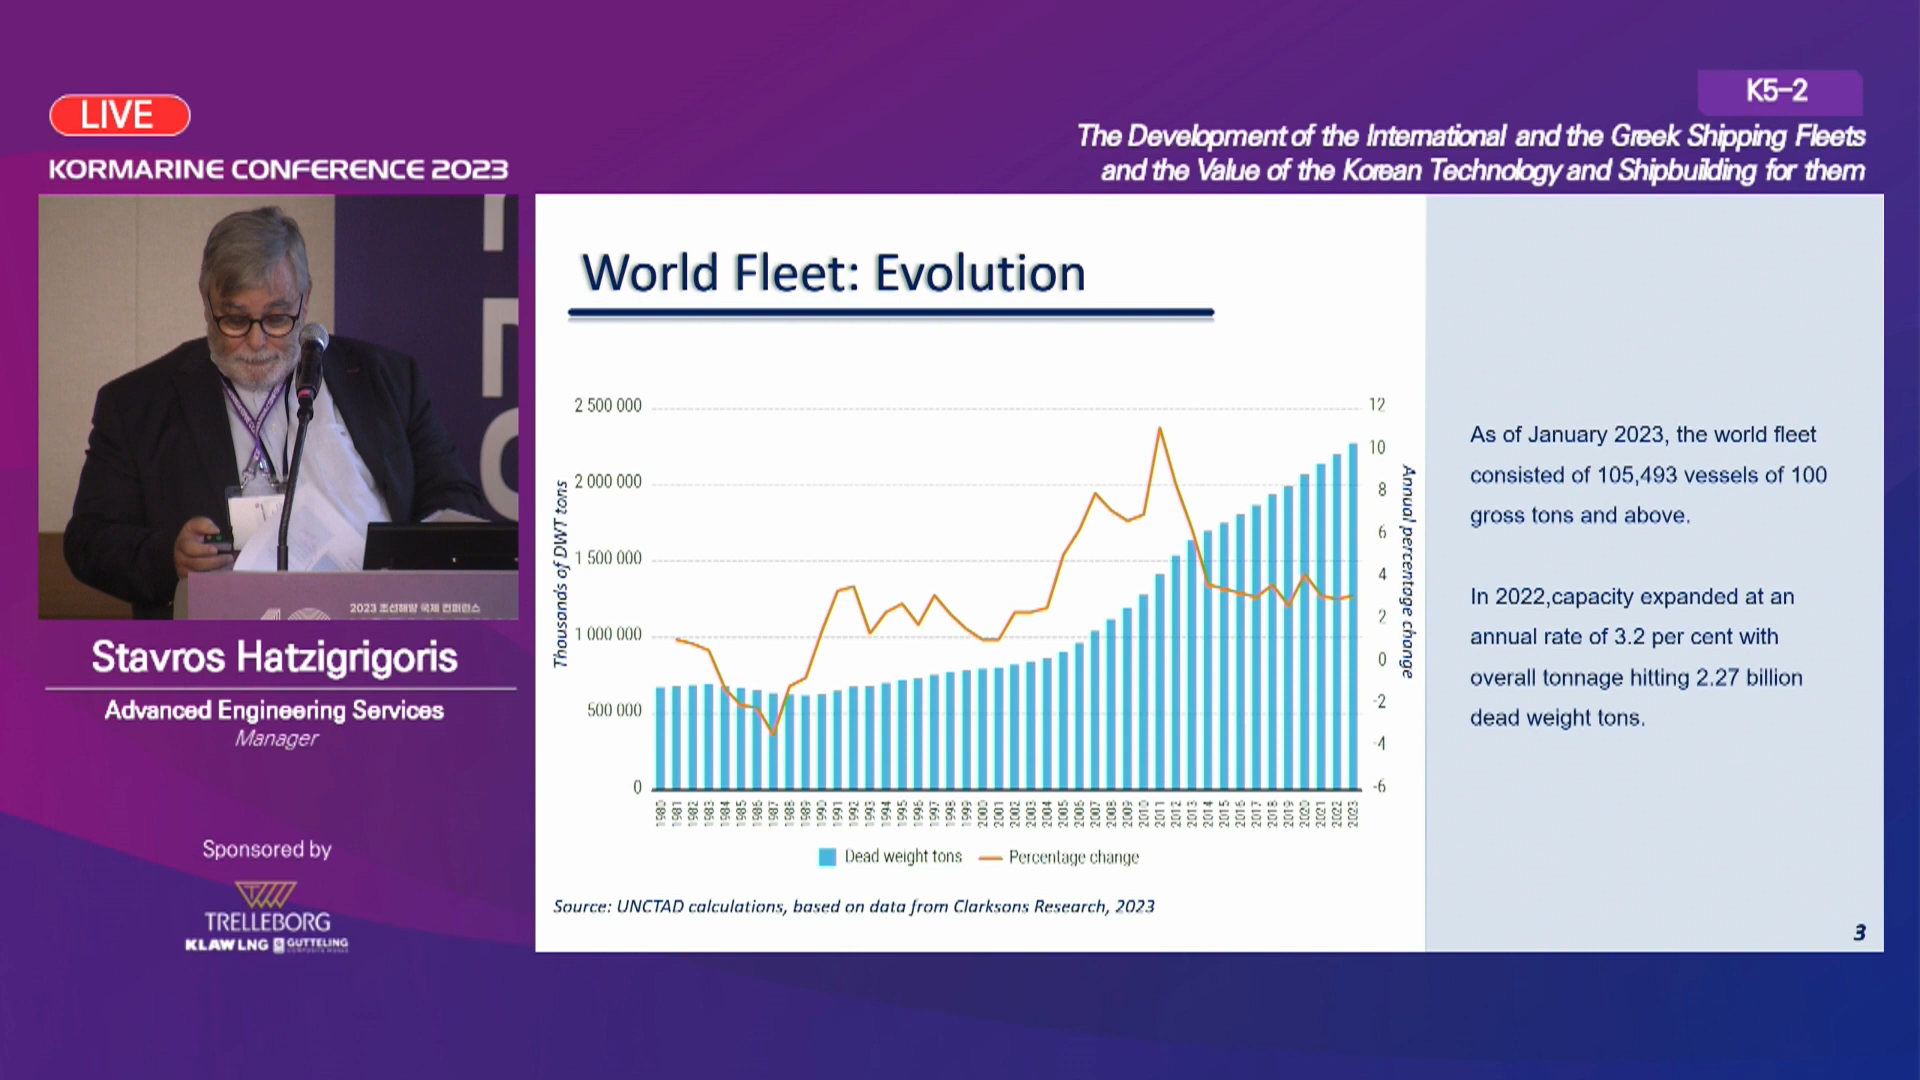 LIVE
KORMARINE CONFERENCE 2023
K5-2
The Development of the International and the Greek Shipping Fleets
and the Value of the Korean Technology and Shipbuilding for them
2023 조선해양 국제 컨퍼런스
Stavros Hatzigrigoris
Advanced Engineering Services
Manager
Sponsored by
TRELLEBORG
KLAW LNG GUTTELING
World Fleet: Evolution
Thousands of DWT tons
2 500 000
2 000 000
1 500 000
1 000 000
500 000
0
12
10
8
6
4
2
0
-2
-4
-6
Annual percentage change
1980 1981 1982 1983 1984 1985 1986 1987 1988 1989 1990 1991 1992 1993 1994 1995 1996 1997 1998 1999 2000 2001 2002 2003 2004 2005 2006 2007 2008 2009 2010 2011 2012 2013 2014 2015 2016 2017 2018 2019 2020 2021 2022 2023
Dead weight tons Percentage change
Source: UNCTAD calculations, based on data from Clarksons Research, 2023
As of January 2023, the world fleet
consisted of 105,493 vessels of 100
gross tons and above.
In 2022,capacity expanded at an
annual rate of 3.2 per cent with
overall tonnage hitting 2.27 billion
dead weight tons.
3